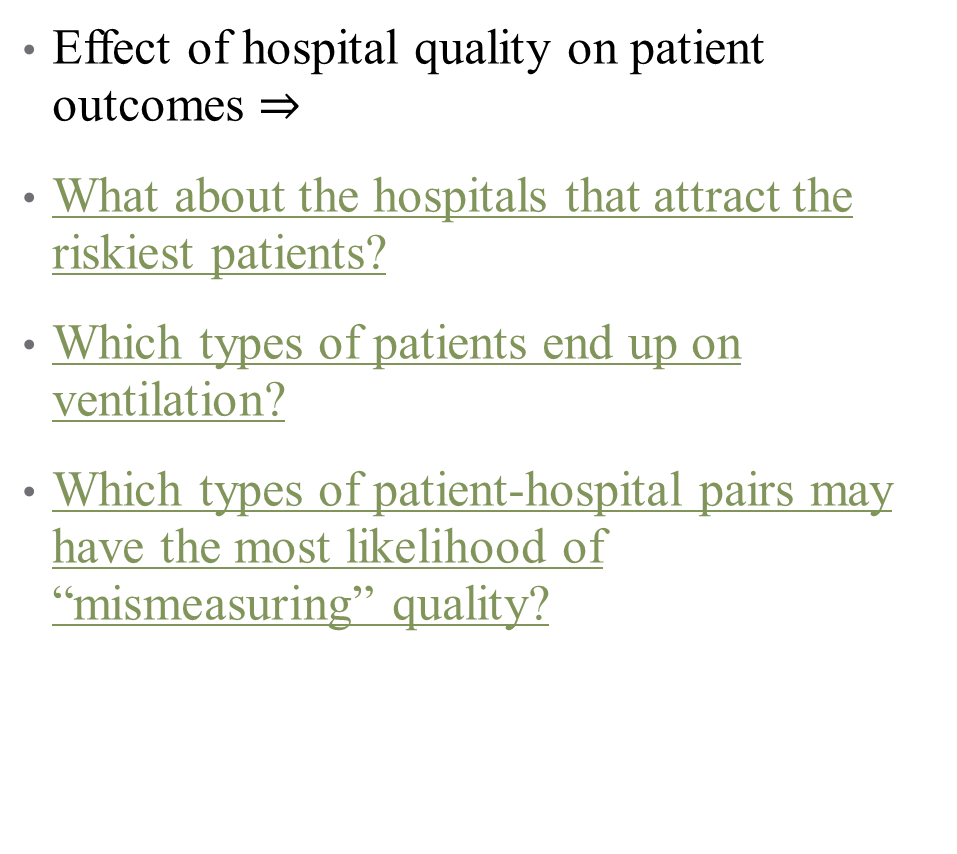 • Effect of hospital quality on patient
outcomes ⇒
• What about the hospitals that attract the
riskiest patients?
• Which types of patients end up on
ventilation?
• Which types of patient-hospital pairs may
have the most likelihood of
“mismeasuring” quality?